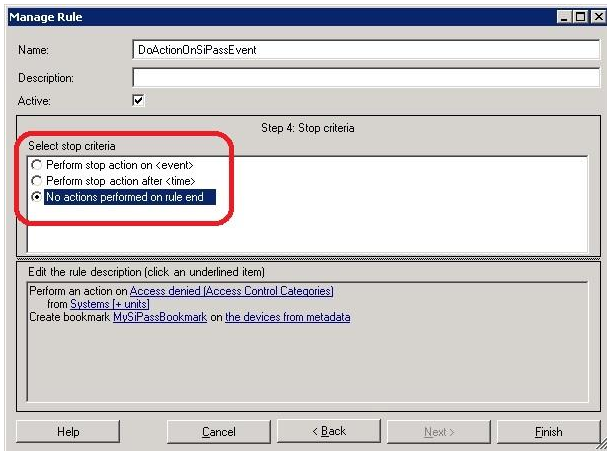 Manage Rule
Name:
DoActionOnSiPassEvent
Description:
Active:
Step 4: Stop criteria
Select stop criteria
Perform stop action on <event>
Perform stop action after <time>
No actions performed on rule end
Edit the rule description (click an underlined item)
Perform an action on Access denied (Access Control Categories)
from Systems [+ units]
Create bookmark MySiPassBookmark on the devices from metadata
Help
Cancel
< Back
Next >
Finish